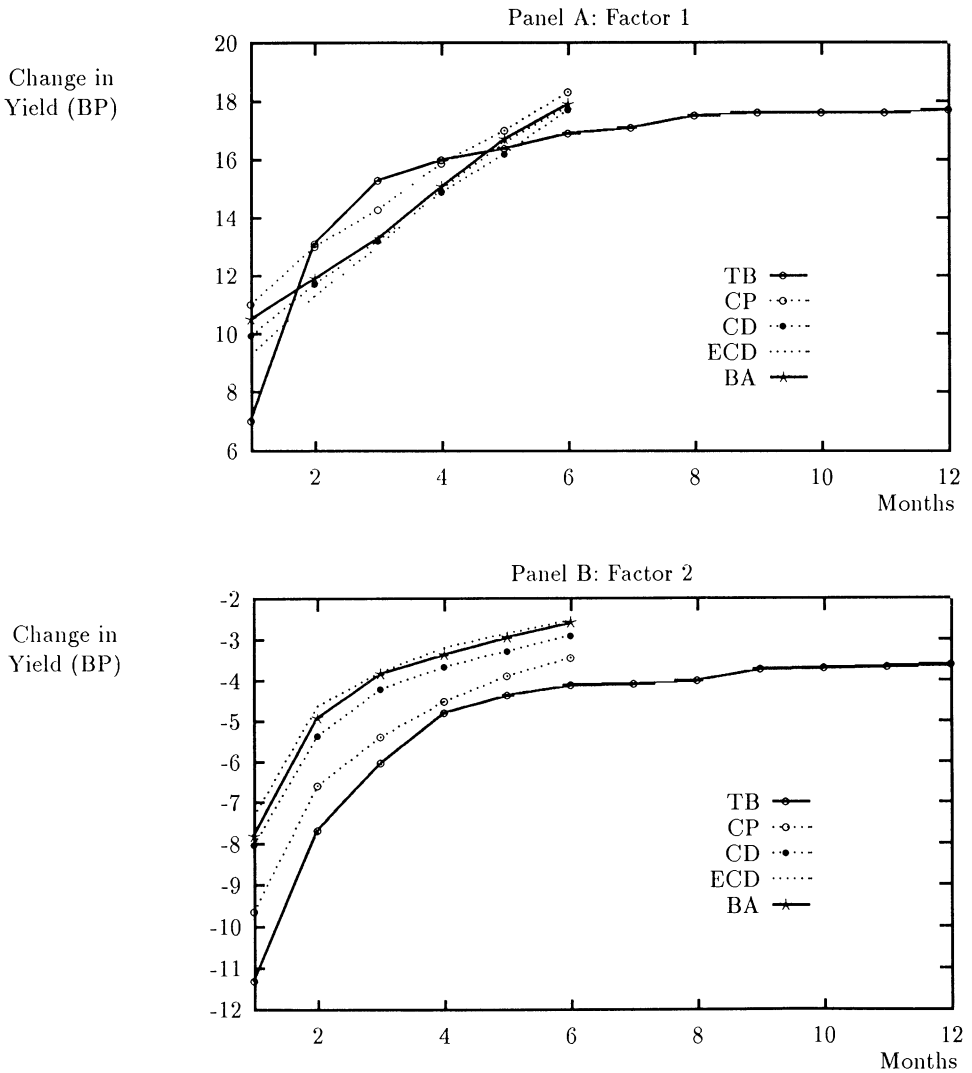 Panel A: Factor 1
Change in
Yield (BP)
20
18
16
14
12
10
8
6
TB
CP
CD
ECD
BA
2 4 6 8 10 12
Months
Panel B: Factor 2
Change in
Yield (BP)
-2
-3
-4
-5
-6
-7
-8
-9
-10
-11
-12
TB
CP
CD
ECD
BA
2 4 6 8 10 12
Months